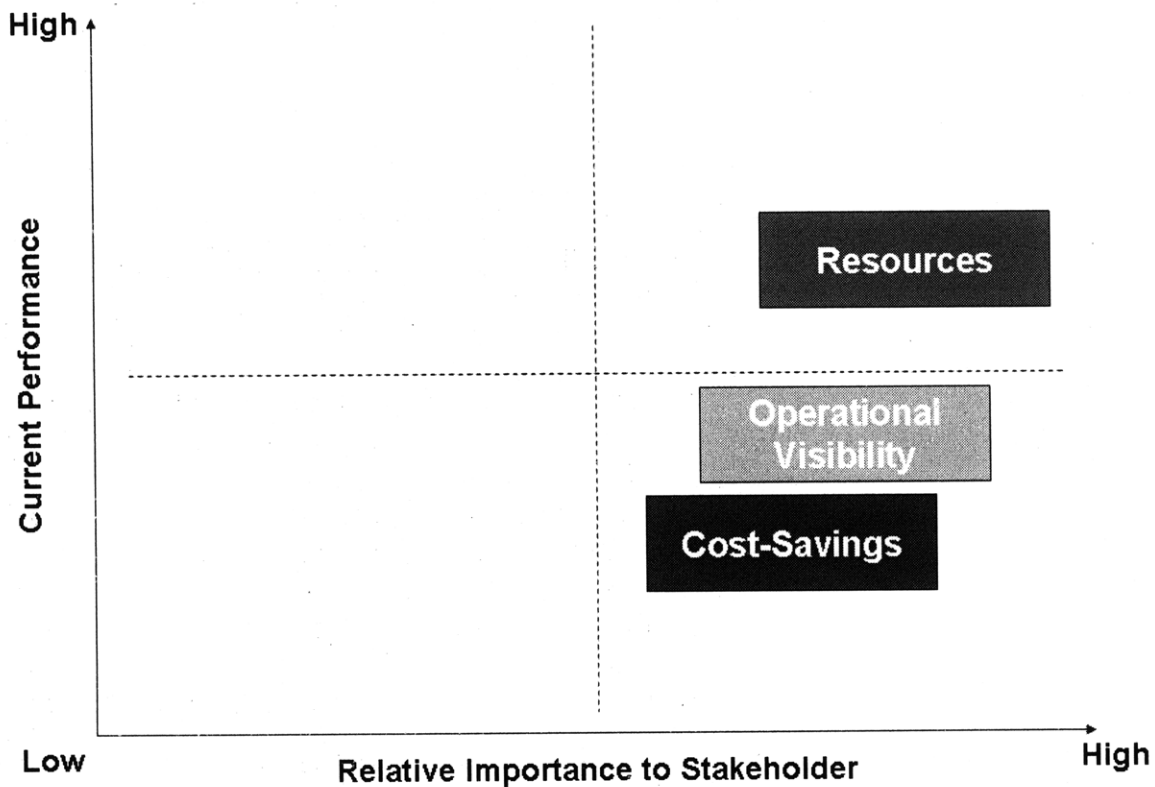 High
Current Performance
Resources
Operational
Visibility
Cost-Savings
Low
Relative Importance to Stakeholder
High